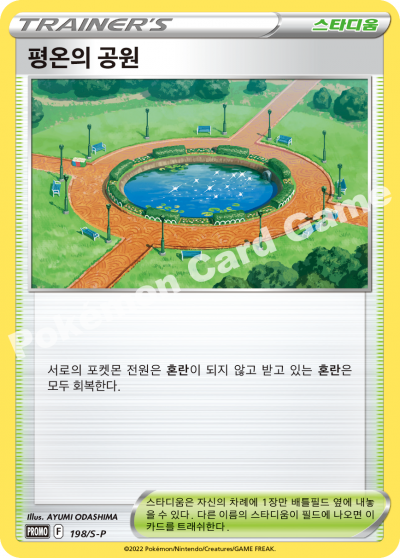 TRAINER'S
스타디움
평온의 공원
Pokémon Card Game
서로의 포켓몬 전원은 혼란이 되지 않고 받고 있는 혼란은
모두 회복한다.
Illus. AYUMI ODASHIMA
PROMO F 198/S-P
스타디움은 자신의 차례에 1장만 배틀필드 옆에 내놓
을 수 있다. 다른 이름의 스타디움이 필드에 나오면 이
카드를 트래쉬한다.
©2022 Pokémon/Nintendo/Creatures/GAME FREAK.